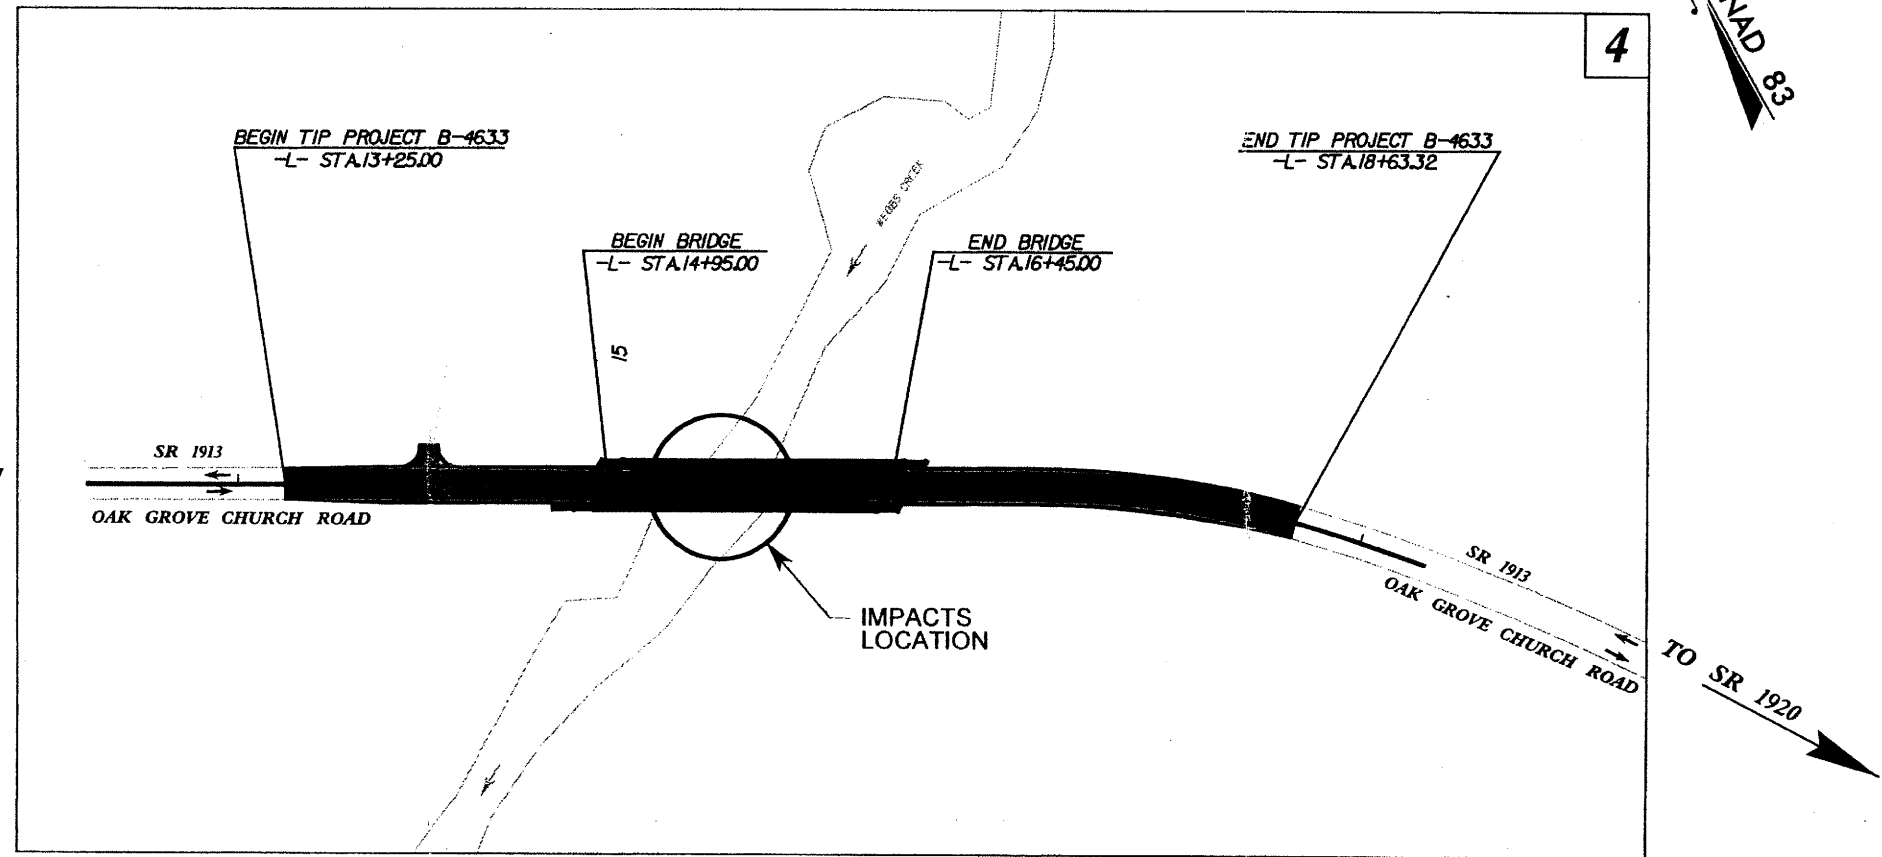 NAD 83
4
BEGIN TIP PROJECT B-4633
-L- STA.13+25.00
END TIP PROJECT B-4633
-L- STA.18+63.32
CREEK
BEGIN BRIDGE
-L- STA.14+95.00
END BRIDGE
-L- STA.16+45.00
15
SR 1913
OAK GROVE CHURCH ROAD
IMPACTS
LOCATION
SR 1913
OAK GROVE CHURCH ROAD
TO SR 1920